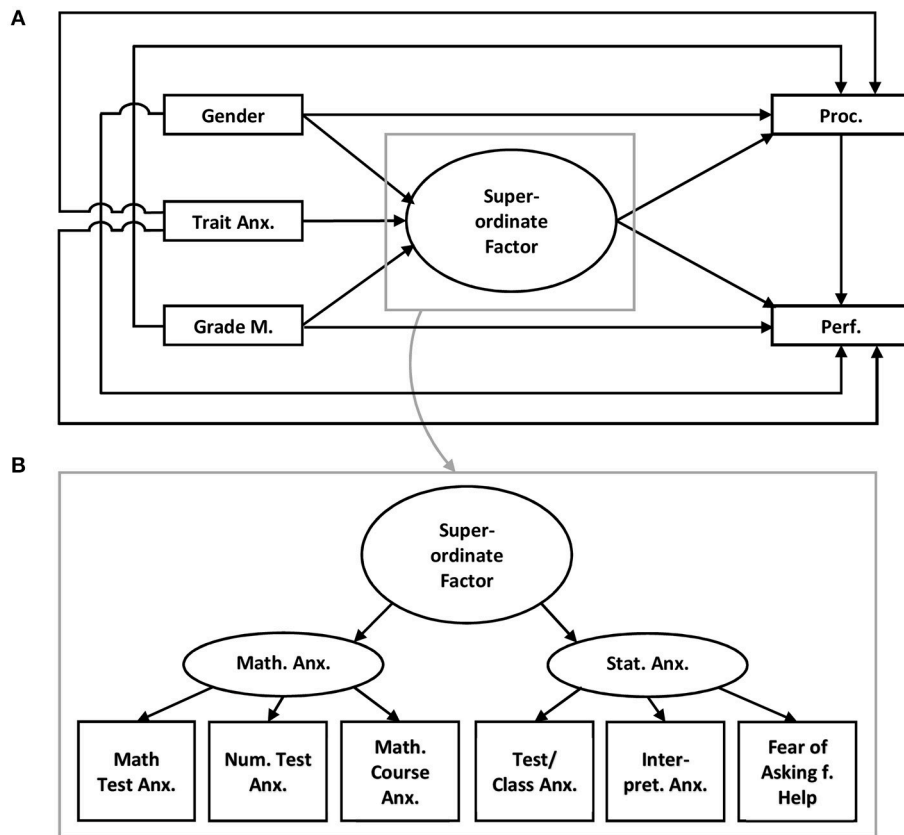 A
Gender
Proc.
Super-
ordinate
Factor
Trait Anx.
Grade M.
Perf.
B
Super-
ordinate
Factor
Math. Anx.
Stat. Anx.
Math
Test Anx.
Num. Test
Anx.
Math.
Course
Anx.
Test/
Class Anx.
Inter-
pret. Anx.
Fear of
Asking f.
Help